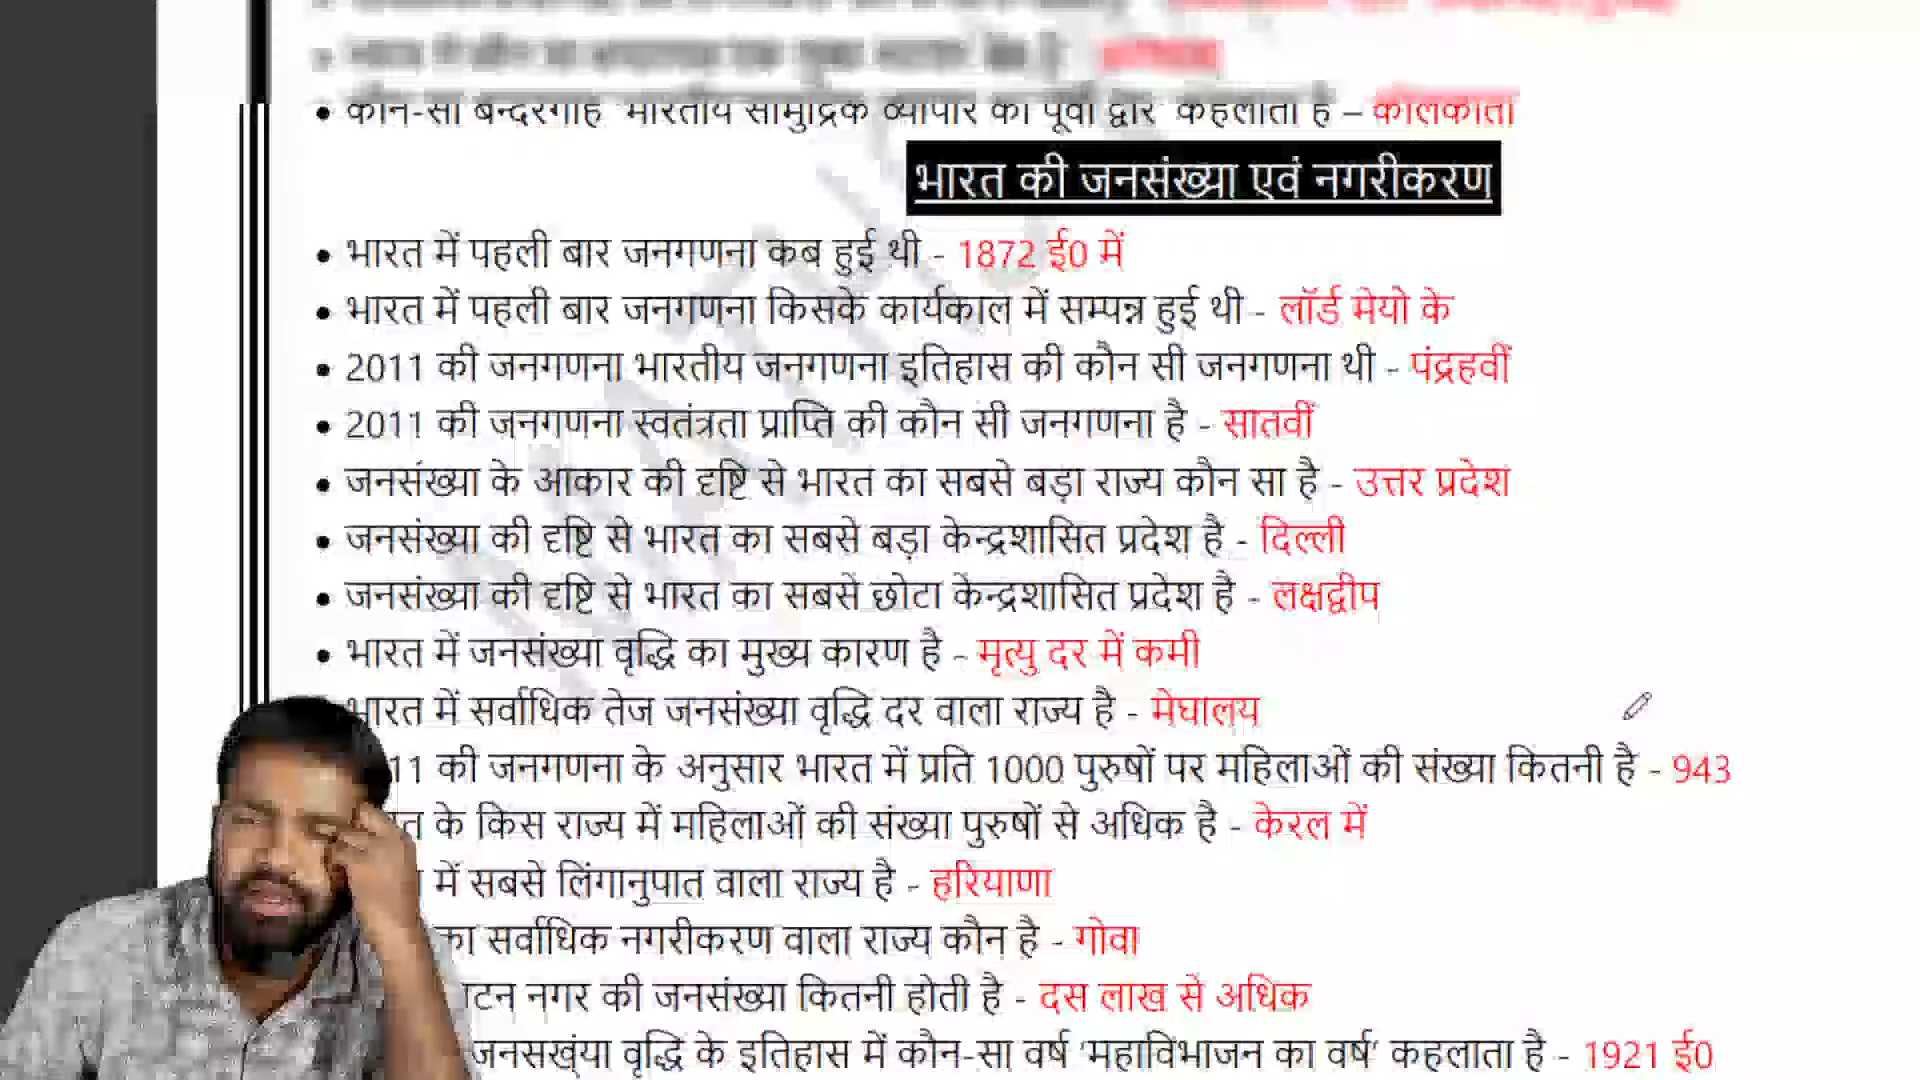 • कौन-सा बन्दरगाह 'भारतीय सामुद्रिक व्यापार का पूर्वी द्वार' कहलाता है – कोलकाता
भारत की जनसंख्या एवं नगरीकरण
• भारत में पहली बार जनगणना कब हुई थी - 1872 ई0 में
• भारत में पहली बार जनगणना किसके कार्यकाल में सम्पन्न हुई थी - लॉर्ड मेयो के
• 2011 की जनगणना भारतीय जनगणना इतिहास की कौन सी जनगणना थी - पंद्रहवीं
• 2011 की जनगणना स्वतंत्रता प्राप्ति की कौन सी जनगणना है - सातवीं
• जनसंख्या के आकार की दृष्टि से भारत का सबसे बड़ा राज्य कौन सा है - उत्तर प्रदेश
• जनसंख्या की दृष्टि से भारत का सबसे बड़ा केन्द्रशासित प्रदेश है - दिल्ली
• जनसंख्या की दृष्टि से भारत का सबसे छोटा केन्द्रशासित प्रदेश है - लक्षद्वीप
• भारत में जनसंख्या वृद्धि का मुख्य कारण है - मृत्यु दर में कमी
भारत में सर्वाधिक तेज जनसंख्या वृद्धि दर वाला राज्य है - मेघालय
11 की जनगणना के अनुसार भारत में प्रति 1000 पुरुषों पर महिलाओं की संख्या कितनी है - 943
त के किस राज्य में महिलाओं की संख्या पुरुषों से अधिक है - केरल में
में सबसे लिंगानुपात वाला राज्य है - हरियाणा
का सर्वाधिक नगरीकरण वाला राज्य कौन है - गोवा
टन नगर की जनसंख्या कितनी होती है - दस लाख से अधिक
जनसख्ंया वृद्धि के इतिहास में कौन-सा वर्ष 'महाविभाजन का वर्ष' कहलाता है - 1921 ई0